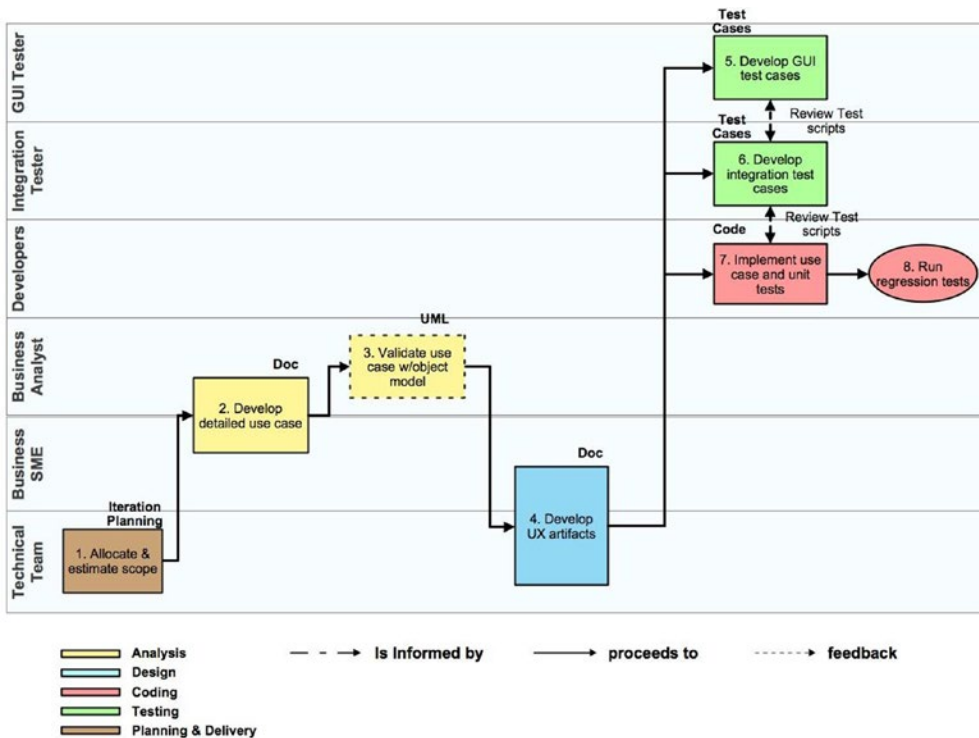 Test
Cases
GUI Tester
5. Develop GUI
test cases
Review Test
scripts
Test
Cases
Integration
Tester
6. Develop
integration test
cases
Review Test
scripts
Code
Developers
7. Implement use
case and unit
tests
8. Run
regression tests
UML
Business
Analyst
3. Validate use
case w/object
model
Doc
2. Develop
detailed use case
Business
SME
Doc
Iteration
Planning
Technical
Team
1. Allocate &
estimate scope
4. Develop
UX artifacts
Analysis
Is Informed by
proceeds to
feedback
Design
Coding
Testing
Planning & Delivery